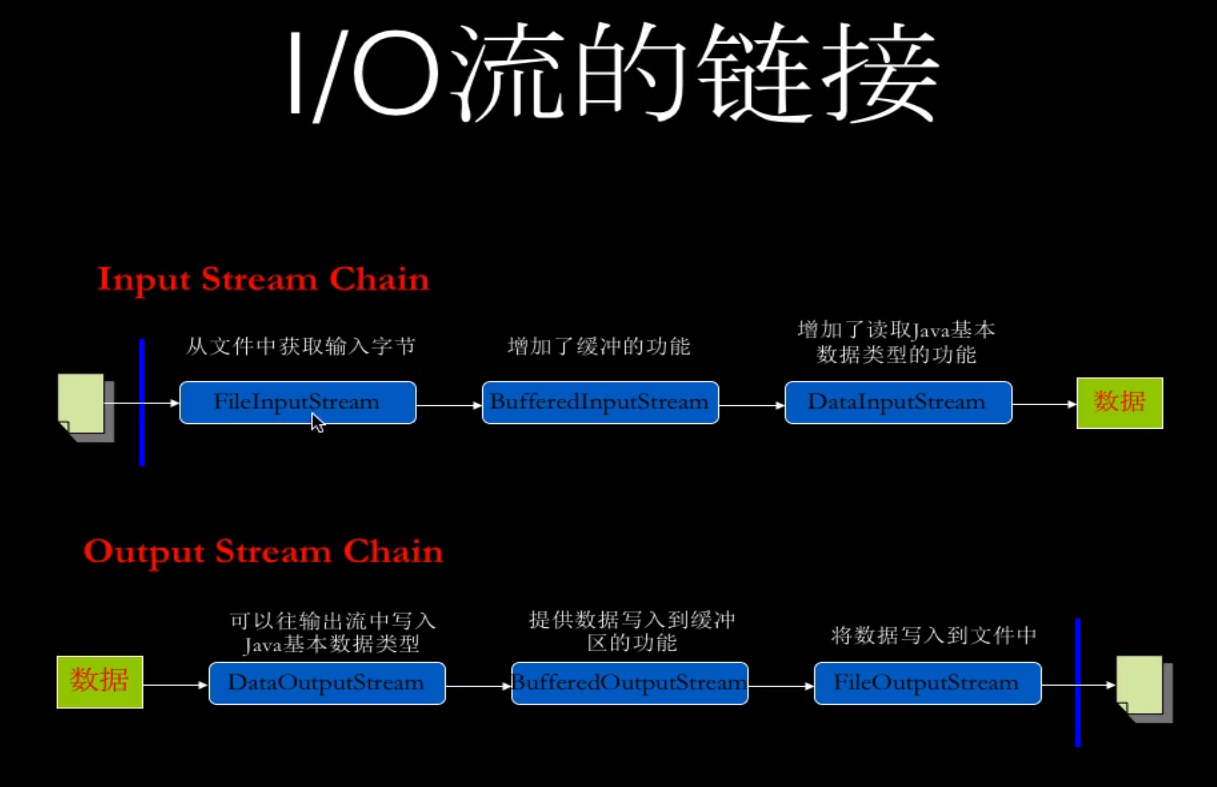 I/O流的链接
Input Stream Chain
从文件中获取输入字节
增加了缓冲的功能
增加了读取Java基本
数据类型的功能
FileInputStream
BufferedInputStream
DataInputStream
数据
Output Stream Chain
可以往输出流中写入
Java基本数据类型
提供数据写入到缓冲
区的功能
将数据写入到文件中
数据
DataOutputStream
BufferedOutputStream
FileOutputStream